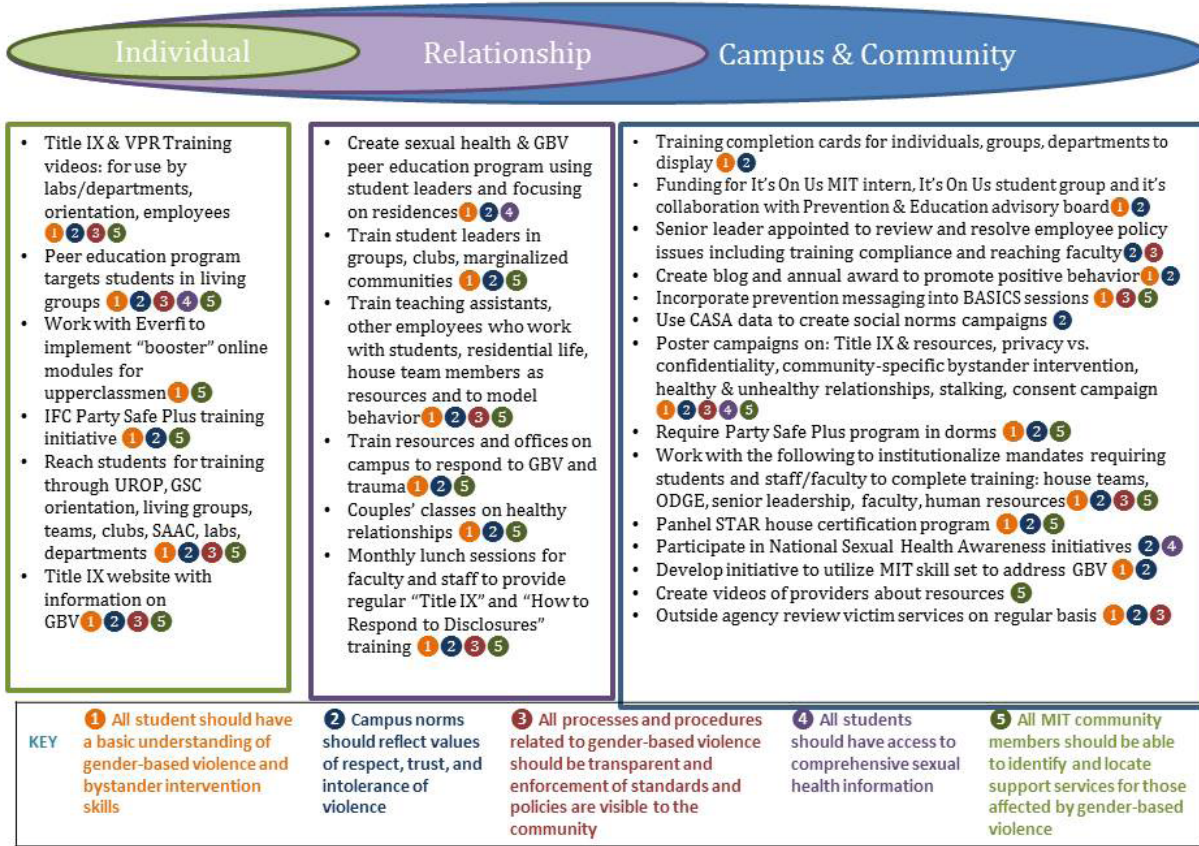 Individual
Relationship
Campus & Community
• Title IX & VPR Training
videos: for use by
labs/departments,
orientation, employees
1 2 3 5
• Peer education program
targets students in living
groups 1 2 3 4 5
• Work with Everfi to
implement “booster” online
modules for
upperclassmen 1 5
• IFC Party Safe Plus training
initiative 1 2 5
• Reach students for training
through UROP, GSC
orientation, living groups,
teams, clubs, SAAC, labs,
departments 1 2 3 5
• Title IX website with
information on
GBV 1 2 3 5
• Create sexual health & GBV
peer education program using
student leaders and focusing
on residences 1 2 4
• Train student leaders in
groups, clubs, marginalized
communities 1 2 5
• Train teaching assistants,
other employees who work
with students, residential life,
house team members as
resources and to model
behavior 1 2 3 5
• Train resources and offices on
campus to respond to GBV and
trauma 1 2 5
• Couples’ classes on healthy
relationships 1 2 5
• Monthly lunch sessions for
faculty and staff to provide
regular “Title IX” and “How to
Respond to Disclosures”
training 1 2 3 5
• Training completion cards for individuals, groups, departments to
display 1 2
• Funding for It’s On Us MIT intern, It’s On Us student group and it’s
collaboration with Prevention & Education advisory board 1 2
• Senior leader appointed to review and resolve employee policy
issues including training compliance and reaching faculty 2 3
• Create blog and annual award to promote positive behavior 1 2
• Incorporate prevention messaging into BASICS sessions 1 3 5
• Use CASA data to create social norms campaigns 2
• Poster campaigns on: Title IX & resources, privacy vs.
confidentiality, community-specific bystander intervention,
healthy & unhealthy relationships, stalking, consent campaign
1 2 3 4 5
• Require Party Safe Plus program in dorms 1 2 5
• Work with the following to institutionalize mandates requiring
students and staff/faculty to complete training: house teams,
ODGE, senior leadership, faculty, human resources 1 2 3 5
• Panhel STAR house certification program 1 2 5
• Participate in National Sexual Health Awareness initiatives 2 4
• Develop initiative to utilize MIT skill set to address GBV 1 2
• Create videos of providers about resources 5
• Outside agency review victim services on regular basis 1 2 3
KEY
1 All student should have
a basic understanding of
gender-based violence and
bystander intervention
skills
2 Campus norms
should reflect values
of respect, trust, and
intolerance of
violence
3 All processes and procedures
related to gender-based violence
should be transparent and
enforcement of standards and
policies are visible to the
community
4 All students
should have access to
comprehensive sexual
health information
5 All MIT community
members should be able
to identify and locate
support services for those
affected by gender-based
violence